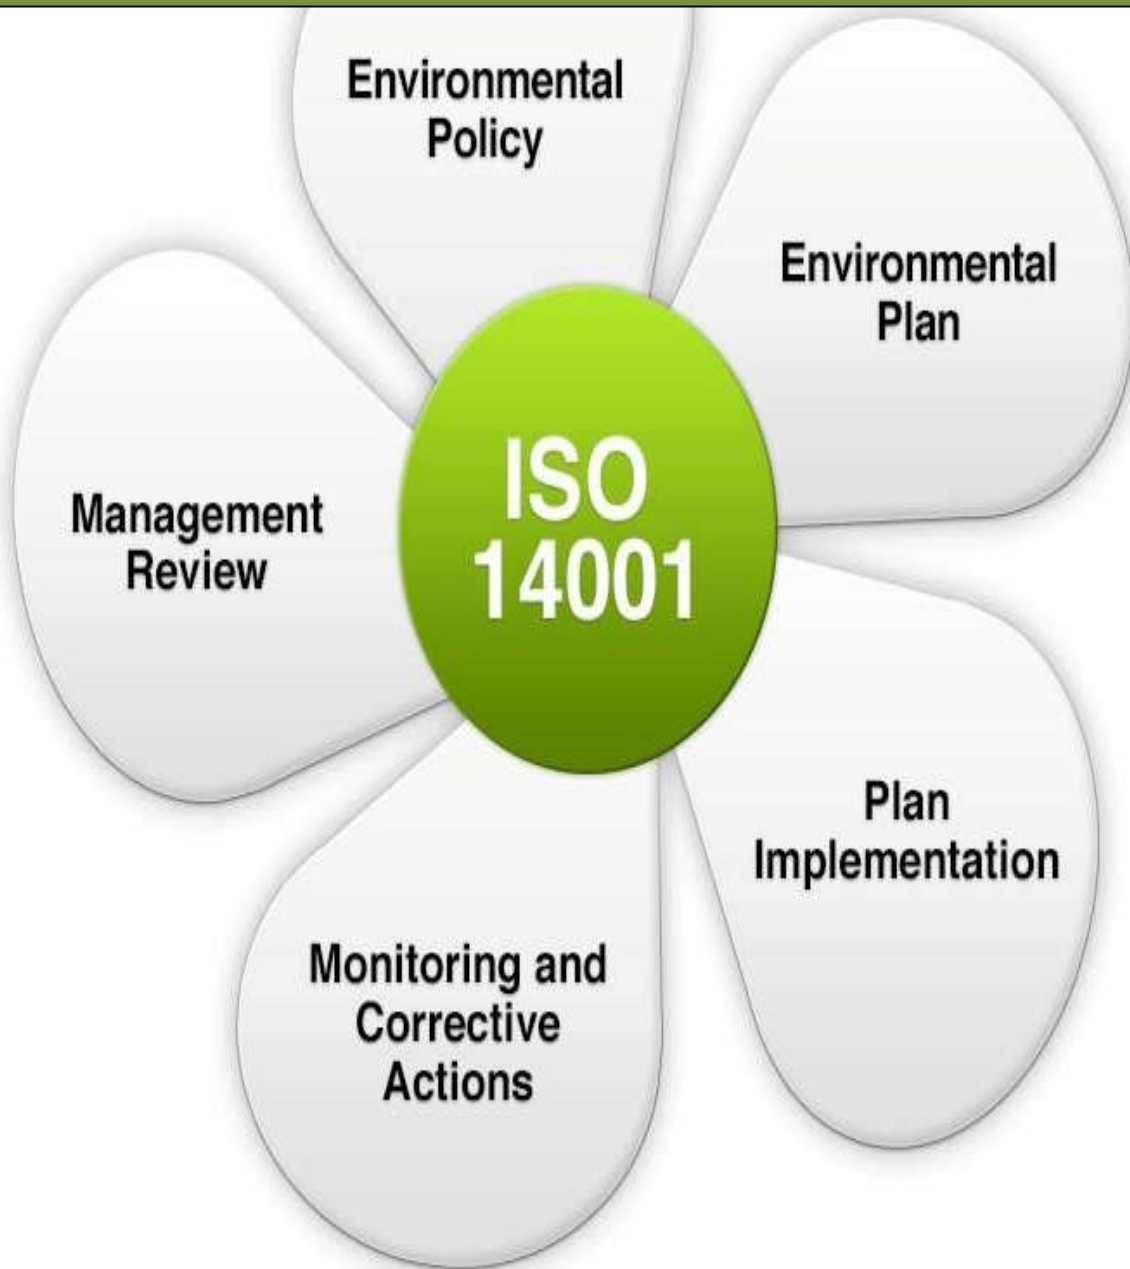 Environmental
Policy
Environmental
Plan
ISO
14001
Management
Review
Plan
Implementation
Monitoring and
Corrective
Actions